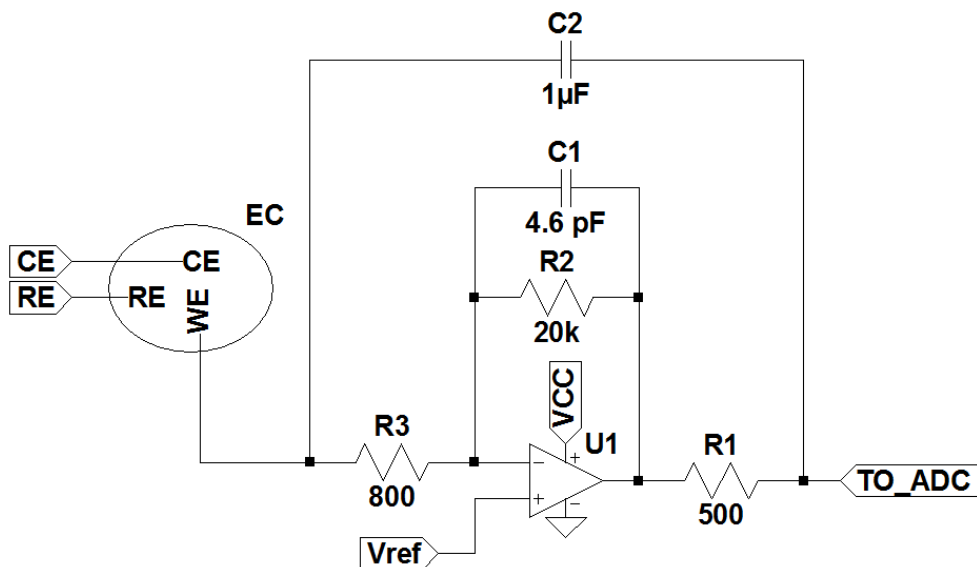 C2
1µF
C1
4.6 pF
EC
CE
CE
R2
RE
RE
WE
20k
VCC
R3
U1
R1
- +
800
+ -
500
TO_ADC
Vref